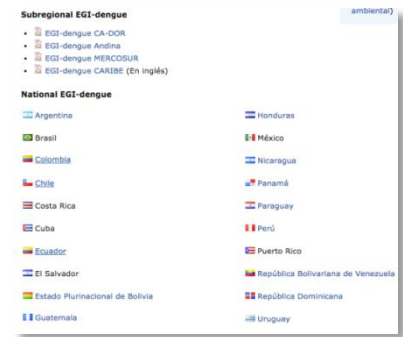 ambiental)
Subregional EGI-dengue
EGI-dengue CA-DOR
EGI-dengue Andina
EGI-dengue MERCOSUR
EGI-dengue CARIBE (En inglés)
National EGI-dengue
Argentina
Honduras
Brasil
México
Colombia
Nicaragua
Chile
Panamá
Costa Rica
Paraguay
Cuba
Perú
Ecuador
Puerto Rico
El Salvador
República Bolivariana de Venezuela
Estado Plurinacional de Bolivia
República Dominicana
Guatemala
Uruguay